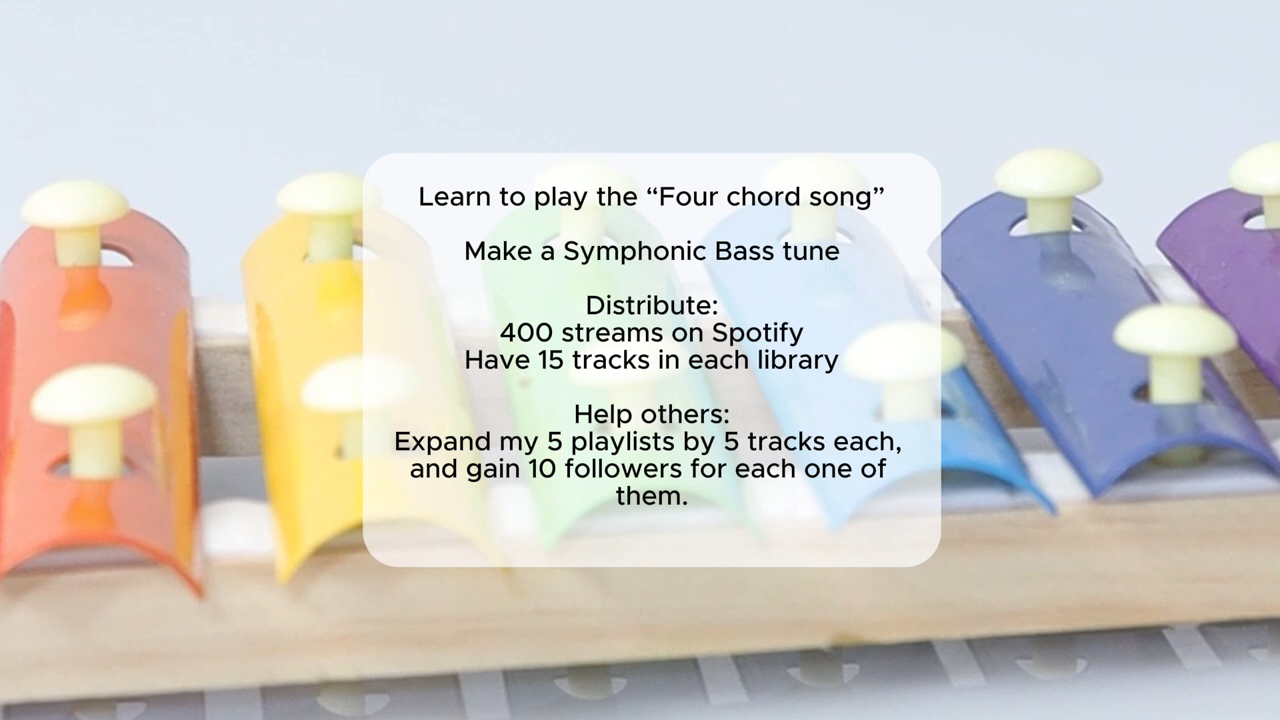 Learn to play the “Four chord song”
Make a Symphonic Bass tune
Distribute:
400 streams on Spotify
Have 15 tracks in each library
Help others:
Expand my 5 playlists by 5 tracks each,
and gain 10 followers for each one of
them.